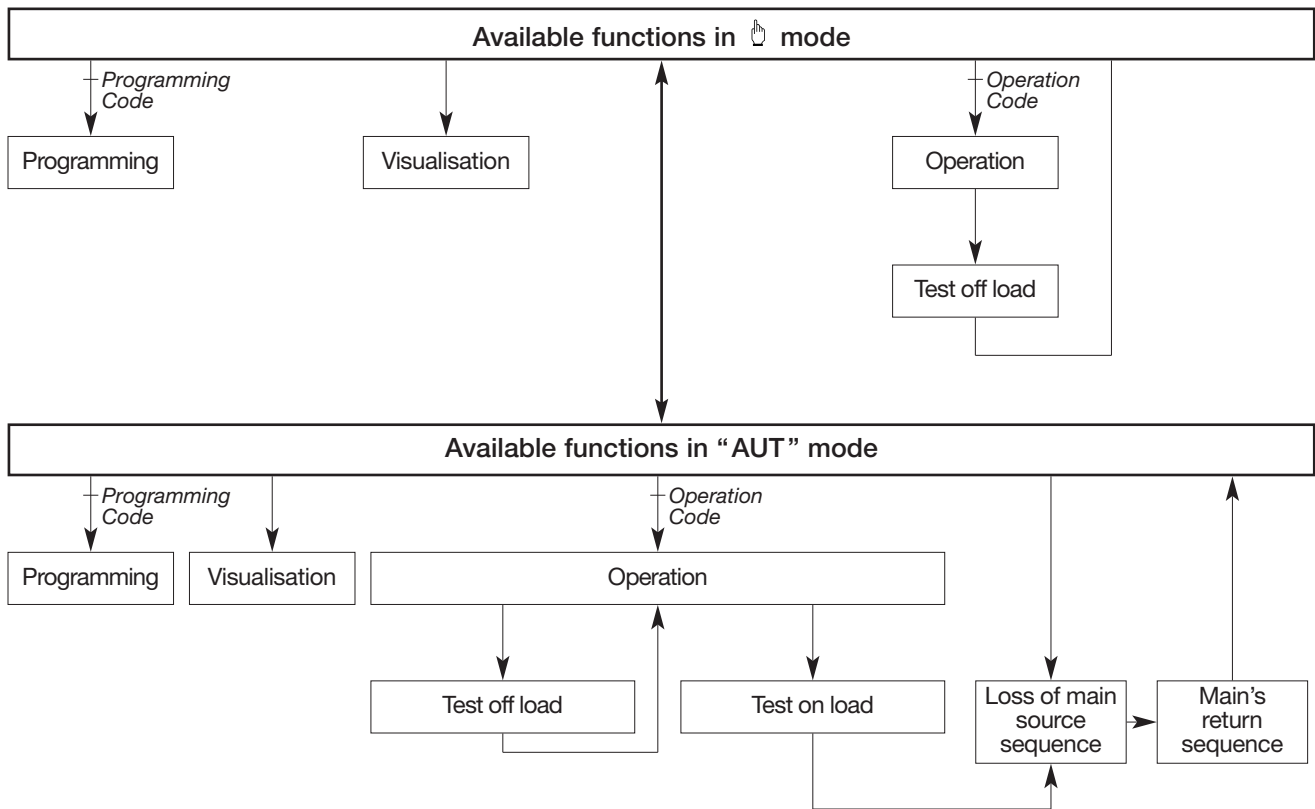 Available functions in mode
Programming
Code
Operation
Code
Programming
Visualisation
Operation
Test off load
Available functions in “AUT” mode
Programming
Code
Operation
Code
Programming
Visualisation
Operation
Test off load
Test on load
Loss of main
source
sequence
Main’s
return
sequence